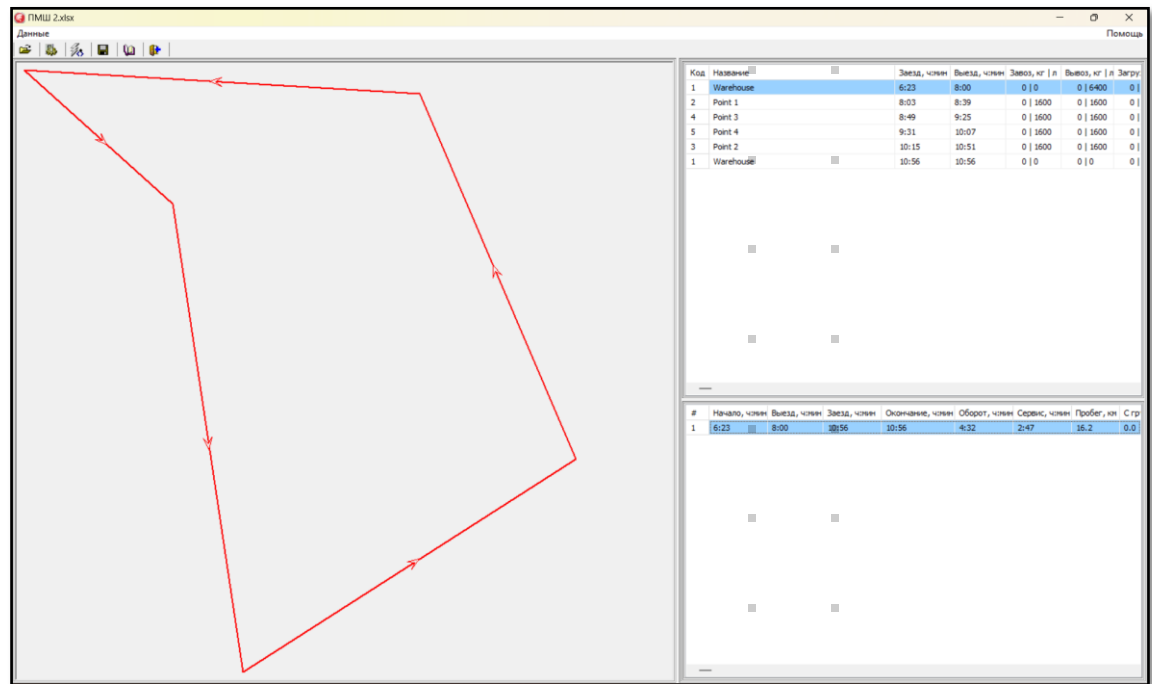 ПМШ 2.xlsx
Данные Помощь
Код Название Заезд, ч:мин Выезд, ч:мин Завоз, кг | л Вывоз, кг | л Загру:
1 Warehouse 6:23 8:00 0 | 0 0 | 6400 0 |
2 Point 1 8:03 8:39 0 | 1600 0 | 1600 0 |
4 Point 3 8:49 9:25 0 | 1600 0 | 1600 0 |
5 Point 4 9:31 10:07 0 | 1600 0 | 1600 0 |
3 Point 2 10:15 10:51 0 | 1600 0 | 1600 0 |
1 Warehouse 10:56 10:56 0 | 0 0 | 0 0 |
# Начало, ч:мин Выезд, ч:мин Заезд, ч:мин Окончание, ч:мин Оборот, ч:мин Сервис, ч:мин Пробег, км С гр
1 6:23 8:00 10:56 10:56 4:32 2:47 16.2 0.0